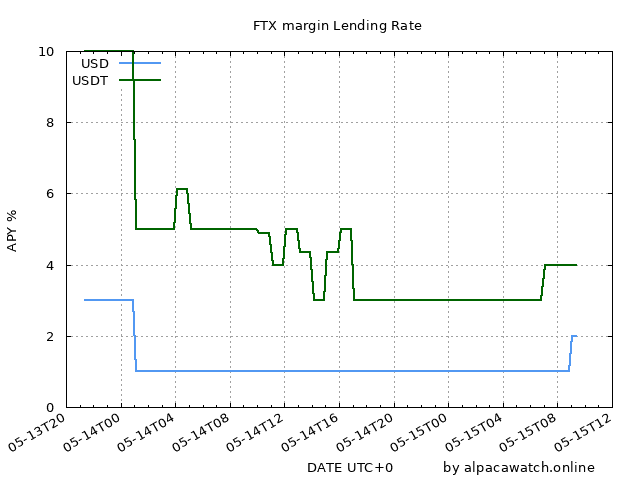 FTX margin Lending Rate
USD
USDT
10
8
6
4
2
0
APY %
05-13T20
05-14T00
05-14T04
05-14T08
05-14T12
05-14T16
05-14T20
05-15T00
05-15T04
05-15T08
05-15T12
DATE UTC+0
by alpacawatch.online